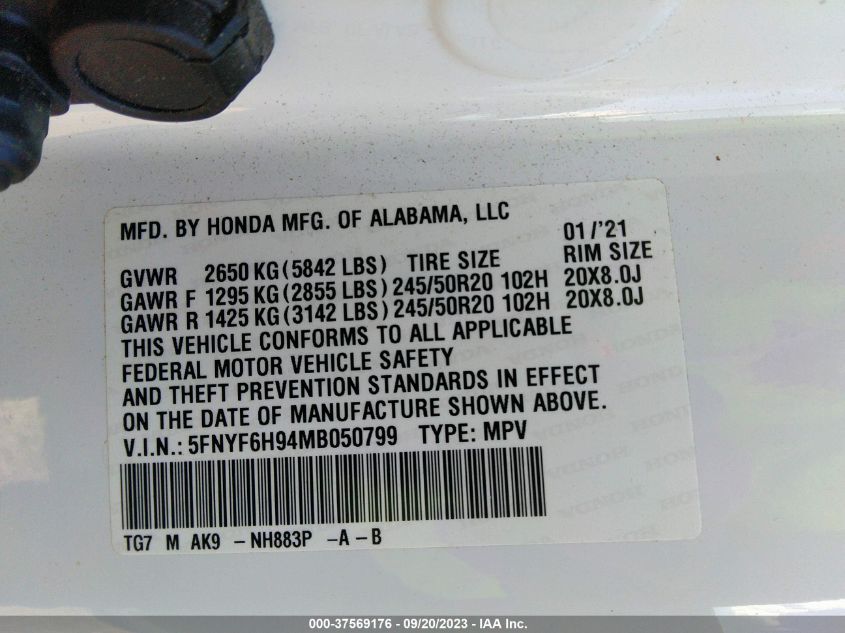 MFD. BY HONDA MFG. OF ALABAMA, LLC
01/'21
GVWR 2650 KG (5842 LBS) TIRE SIZE RIM SIZE
GAWR F 1295 KG (2855 LBS) 245/50R20 102H 20X8.0J
GAWR R 1425 KG (3142 LBS) 245/50R20 102H 20X8.0J
THIS VEHICLE CONFORMS TO ALL APPLICABLE
FEDERAL MOTOR VEHICLE SAFETY
AND THEFT PREVENTION STANDARDS IN EFFECT
ON THE DATE OF MANUFACTURE SHOWN ABOVE.
V.I.N.: 5FNYF6H94MB050799 TYPE: MPV
TG7 M AK9 -NH883P -A-B
000-37569176 - 09/20/2023 - IAA Inc.